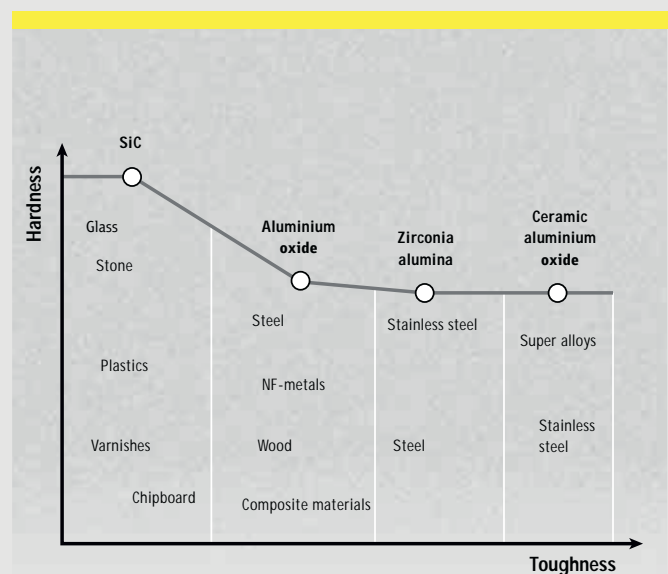 SiC
Hardness
Glass
Stone
Plastics
Varnishes
Chipboard
Aluminium
oxide
Steel
NF-metals
Wood
Composite materials
Zirconia
alumina
Stainless steel
Steel
Ceramic
aluminium
oxide
Super alloys
Stainless
steel
Toughness